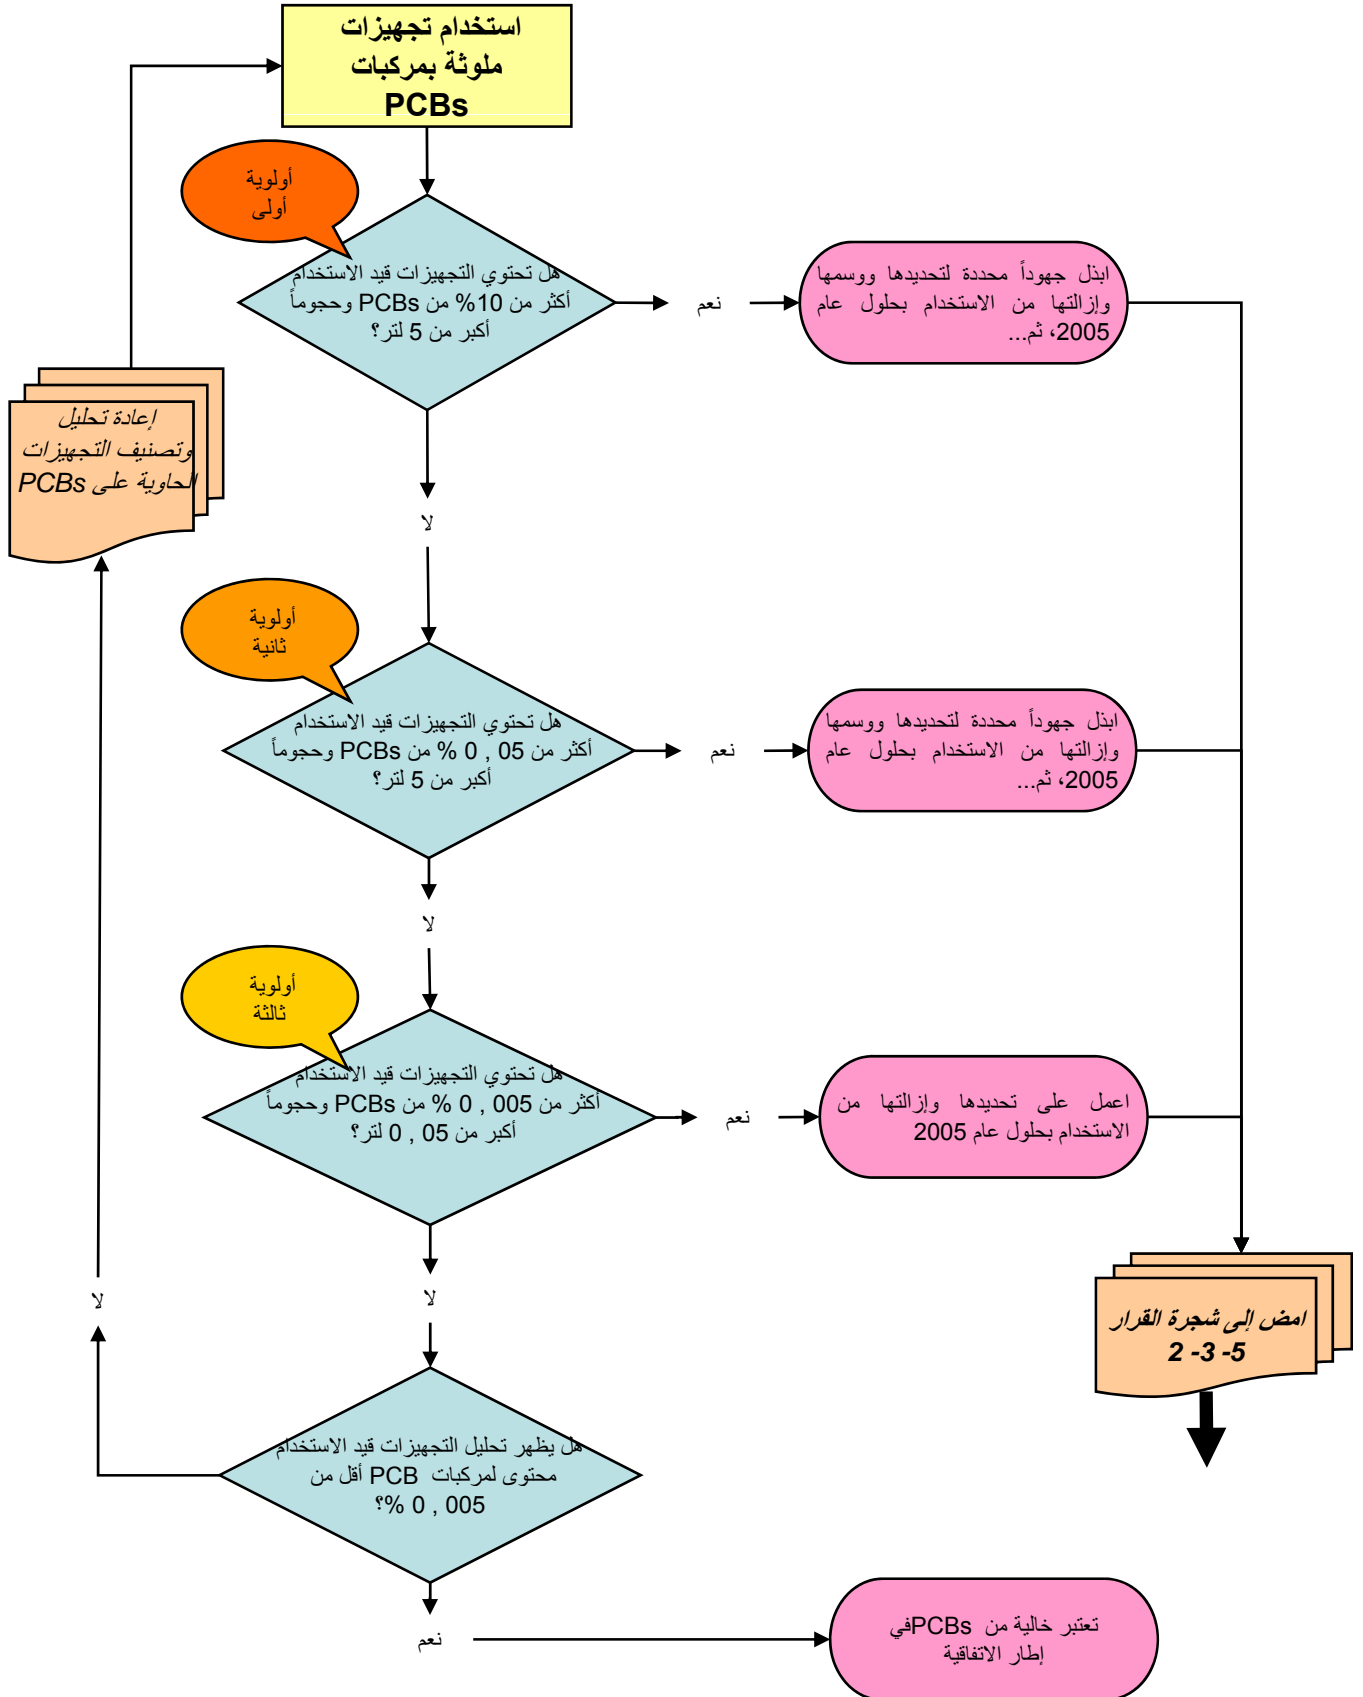 استخدام تجهيزات
ملوثة بمركبات
PCBs
أولوية
أولى
هل تحتوي التجهيزات قيد الاستخدام
أكثر من 10% من PCBs وحجوماً
أكبر من 5 لتر؟
نعم
ابذل جهوداً محددة لتحديدها ووسمها
وإزالتها من الاستخدام بحلول عام
2005، ثم...
إعادة تحليل
وتصنيف التجهيزات
الحاوية على PCBs
لا
أولوية
ثانية
هل تحتوي التجهيزات قيد الاستخدام
أكثر من 05 , 0 % من PCBs وحجوماً
أكبر من 5 لتر؟
نعم
ابذل جهوداً محددة لتحديدها ووسمها
وإزالتها من الاستخدام بحلول عام
2005، ثم...
لا
أولوية
ثالثة
هل تحتوي التجهيزات قيد الاستخدام
أكثر من 005 , 0 % من PCBs وحجوماً
أكبر من 05 , 0 لتر؟
نعم
اعمل على تحديدها وإزالتها من
الاستخدام بحلول عام 2005
لا
لا
امض إلى شجرة القرار
2 -3- 5-
هل يظهر تحليل التجهيزات قيد الاستخدام
محتوى لمركبات PCB أقل من
005 , 0 %؟
نعم
تعتبر خالية من PCBsفي
إطار الاتفاقية